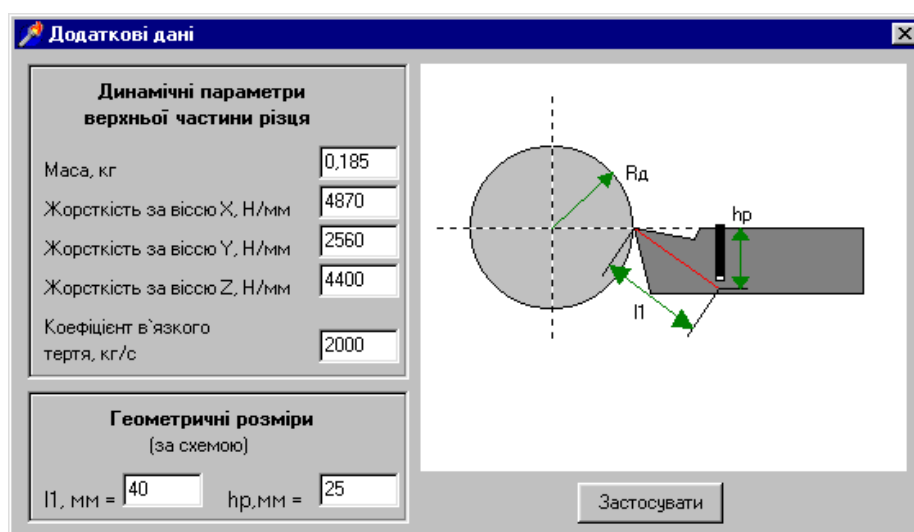 Додаткові дані
Динамічні параметри
верхньої частини різця
Маса, кг 0,185
Жорсткість за віссю X, Н/мм 4870
Жорсткість за віссю Y, Н/мм 2560
Жорсткість за віссю Z, Н/мм 4400
Коефіцієнт в`язкого
тертя, кг/с 2000
Геометричні розміри
(за схемою)
l1, мм = 40 hр,мм = 25
Rд
hр
l1
Застосувати